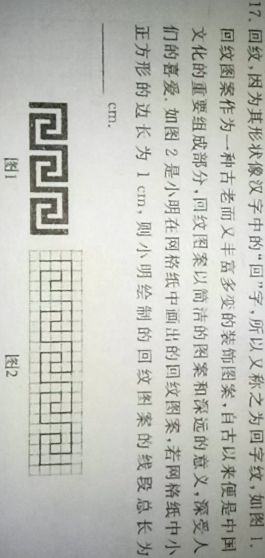 17. 回纹,因为其形状像汉字中的“回”字,所以又称之为回字纹,如图 1.
回纹图案作为一种古老而又丰富多变的装饰图案,自古以来便是中国
文化的重要组成部分,回纹图案以简洁的图案和深远的意义,深受人
们的喜爱. 如图 2 是小明在网格纸中画出的回纹图案,若网格纸中小
正方形的边长为 1 cm,则小明绘制的回纹图案的线段总长为
________ cm.
图1
图2